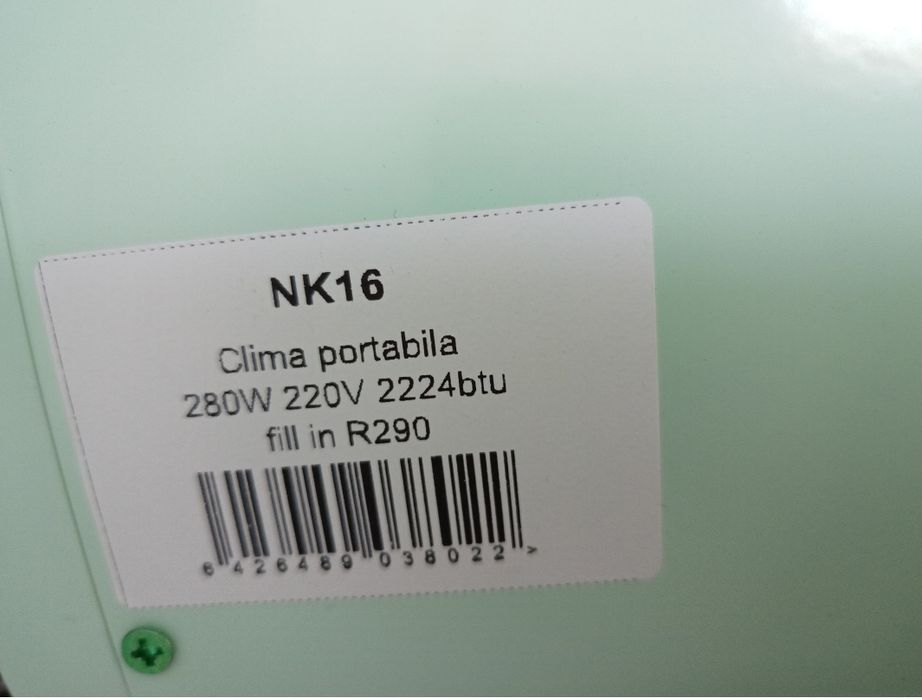 NK16
Clima portabila
280W 220V 2224btu
fill in R290
6 426489 038022 >